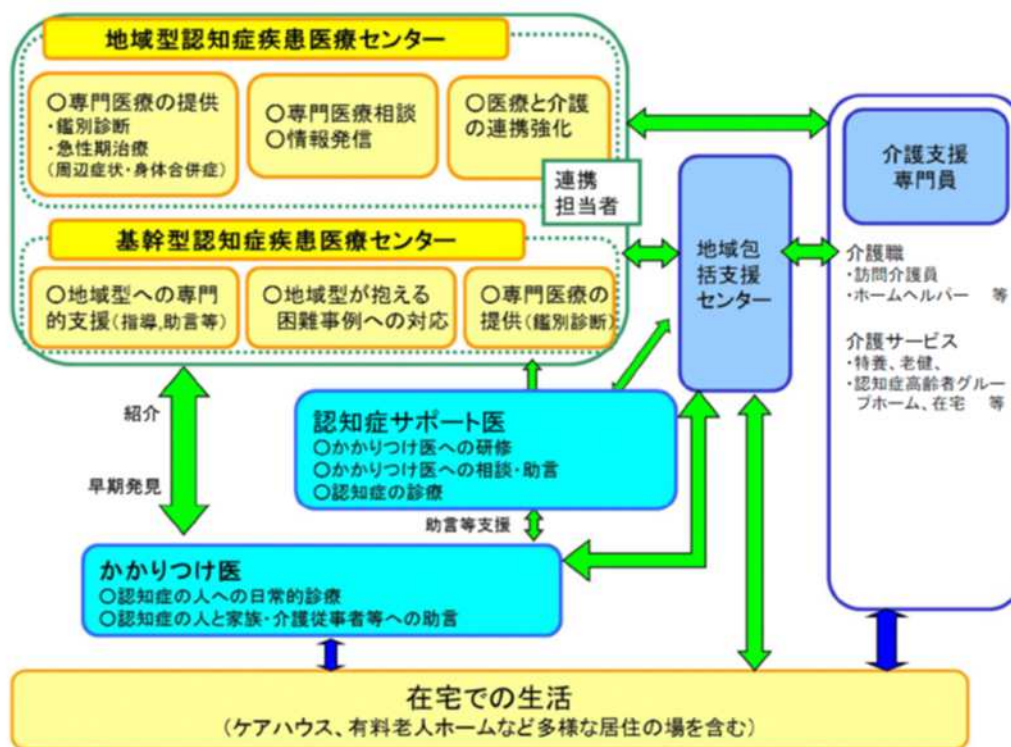 地域型認知症疾患医療センター
○専門医療の提供
・鑑別診断
・急性期治療
(周辺症状・身体合併症)
○専門医療相談
○情報発信
○医療と介護
の連携強化
連携
担当者
基幹型認知症疾患医療センター
○地域型への専門
的支援(指導,助言等)
○地域型が抱える
困難事例への対応
○専門医療の
提供(鑑別診断)
地域包
括支援
センター
介護支援
専門員
介護職
・訪問介護員
・ホームヘルパー 等
介護サービス
・特養、老健、
・認知症高齢者グルー
プホーム、在宅 等
紹介
早期発見
認知症サポート医
○かかりつけ医への研修
○かかりつけ医への相談・助言
○認知症の診療
助言等支援
かかりつけ医
○認知症の人への日常的診療
○認知症の人と家族・介護従事者等への助言
在宅での生活
(ケアハウス、有料老人ホームなど多様な居住の場を含む)